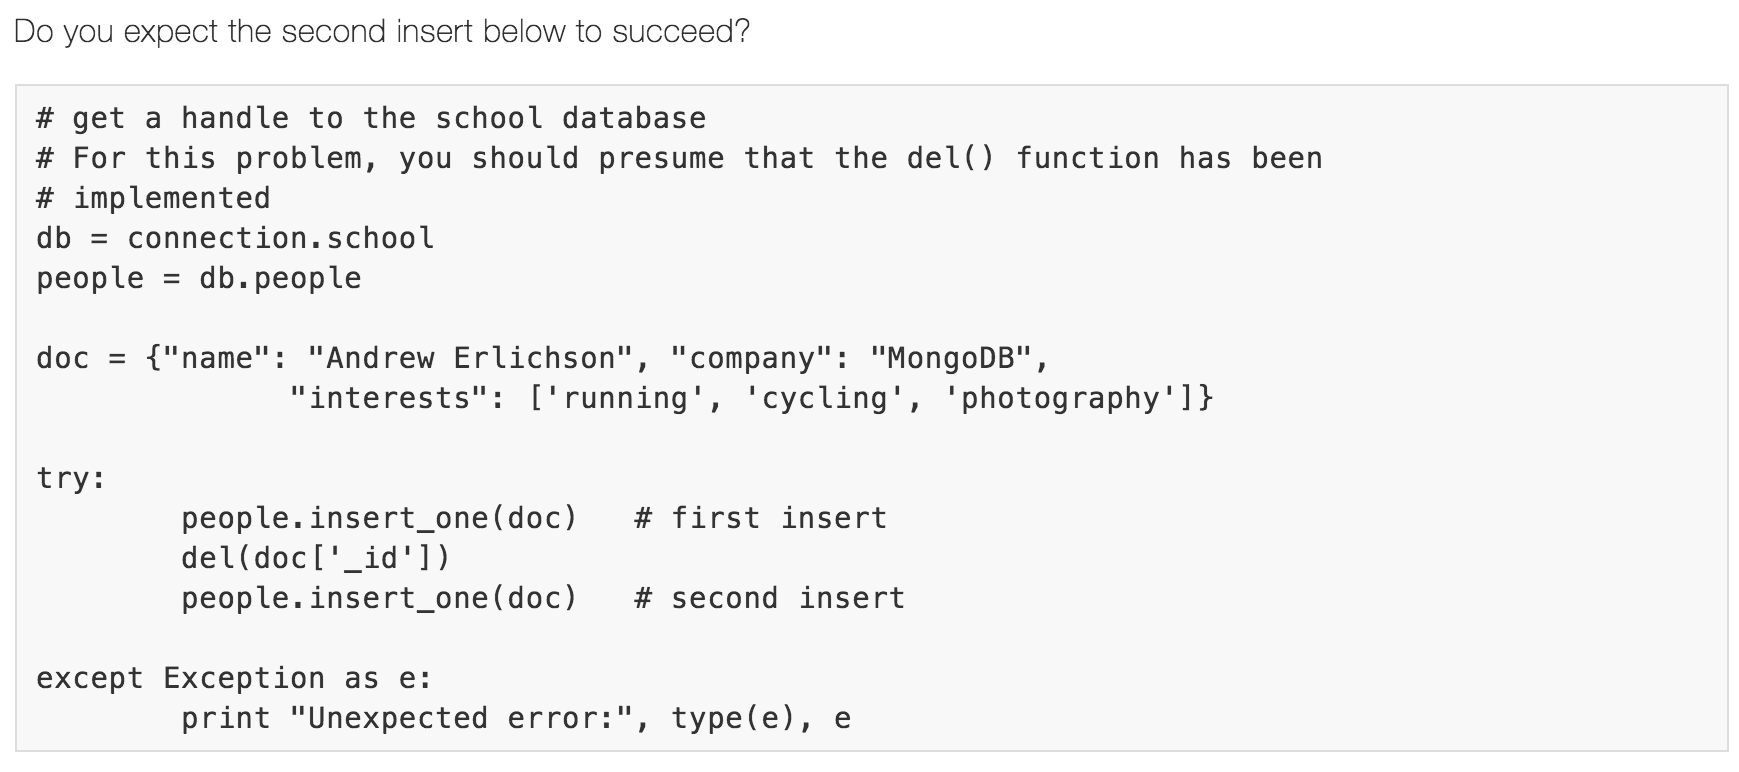 Do you expect the second insert below to succeed?
# get a handle to the school database
# For this problem, you should presume that the del() function has been
# implemented
db = connection.school
people = db.people
doc = {"name": "Andrew Erlichson", "company": "MongoDB",
"interests": ['running', 'cycling', 'photography']}
try:
people.insert_one(doc)   # first insert
del(doc['_id'])
people.insert_one(doc)   # second insert
except Exception as e:
print "Unexpected error:", type(e), e